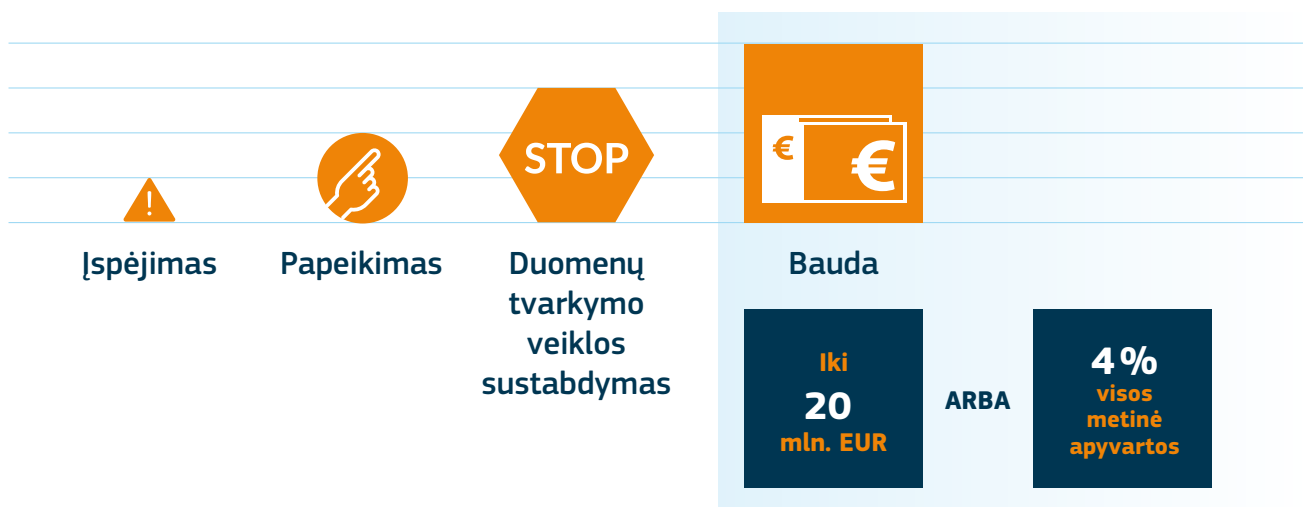 STOP
€
€
Įspėjimas
Papeikimas
Duomenų
tvarkymo
veiklos
sustabdymas
Bauda
Iki
20
mln. EUR
ARBA
4%
visos
metinė
apyvartos